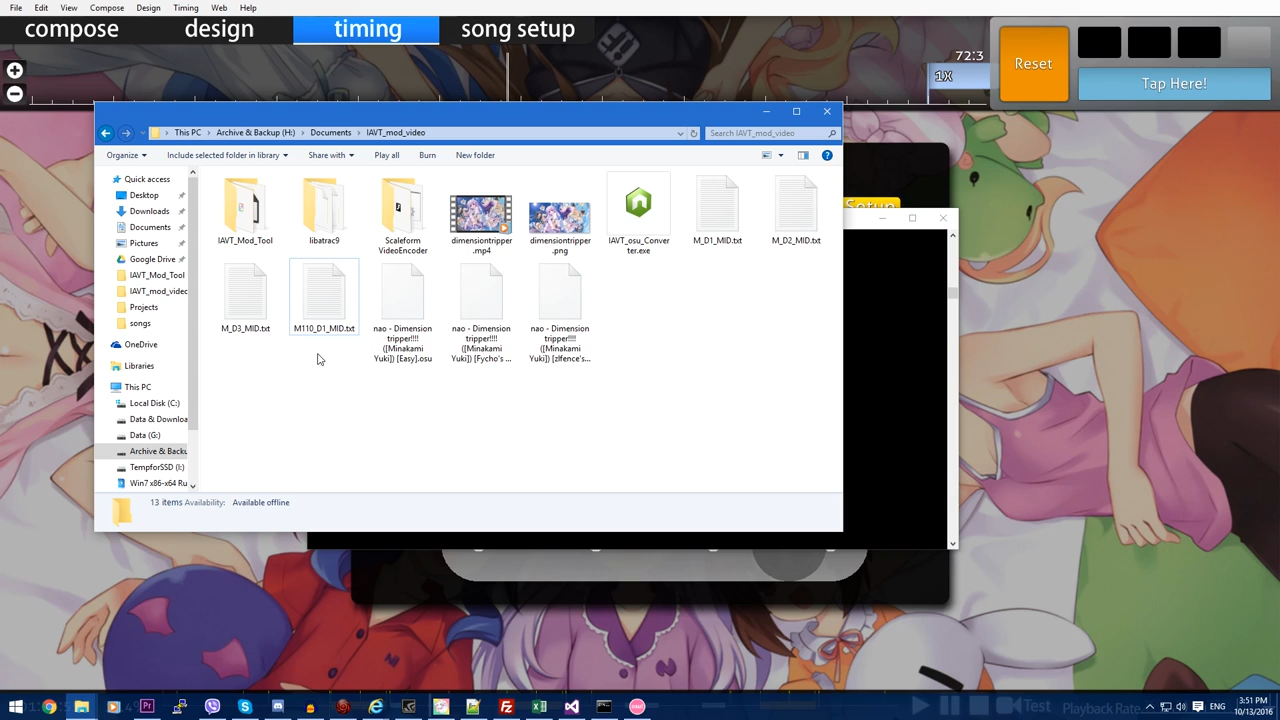 File Edit View Compose Design Timing Web Help
compose design timing song setup
72:3
1X
Reset
Tap Here!
This PC Archive & Backup (H:) Documents IAVT_mod_video
Search IAVT_mod_video
Organize Include selected folder in library Share with Play all Burn New folder
Quick access
Desktop
Downloads
Documents
Pictures
Google Drive
IAVT_Mod_Tool
IAVT_mod_video
Projects
songs
OneDrive
Libraries
This PC
Local Disk (C:)
Data & Downloa
Data (G:)
Archive & Backu
TempforSSD (I:)
Win7 x86-x64 Ru
IAVT_Mod_Tool
libatrac9
Scaleform
VideoEncoder
dimensiontripper
.mp4
dimensiontripper
.png
IAVT_osu_Conver
ter.exe
M_D1_MID.txt
M_D2_MID.txt
M_D3_MID.txt
M110_D1_MID.txt
nao - Dimension
tripper!!!!
([Minakami
Yuki]) [Easy].osu
nao - Dimension
tripper!!!!
([Minakami
Yuki]) [Fycho's ...
nao - Dimension
tripper!!!!
([Minakami
Yuki]) [zlfence's...
13 items Availability: Available offline
Setup
Test
Playback Rate
ENG
3:51 PM
10/13/2016